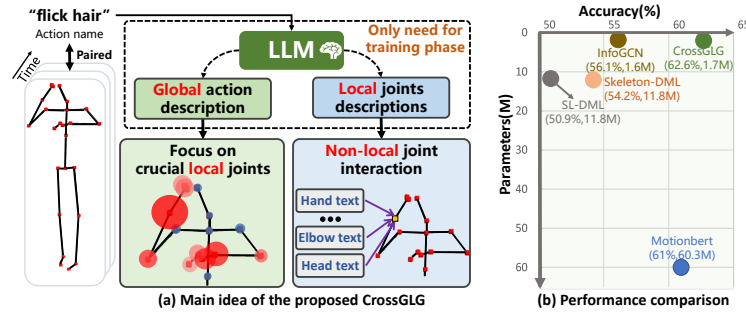 “flick hair”
Action name
Paired
Time
LLM
Only need for
training phase
Global action
description
Local joints
descriptions
Focus on
crucial local joints
Non-local joint
interaction
Hand text
•••
Elbow text
Head text
(a) Main idea of the proposed CrossGLG
Accuracy(%)
50 55 60 65
0
10
20
30
40
50
60
Parameters(M)
InfoGCN
(56.1%,1.6M)
CrossGLG
(62.6%,1.7M)
Skeleton-DML
(54.2%,11.8M)
SL-DML
(50.9%,11.8M)
Motionbert
(61%,60.3M)
(b) Performance comparison